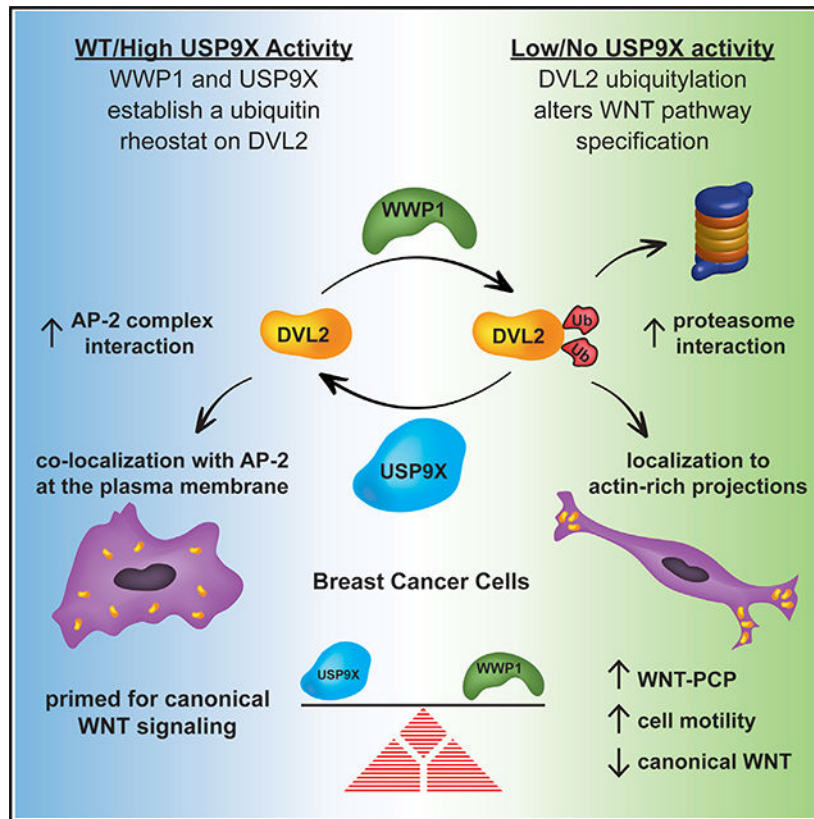 WT/High USP9X Activity
WWP1 and USP9X
establish a ubiquitin
rheostat on DVL2
Low/No USP9X activity
DVL2 ubiquitylation
alters WNT pathway
specification
WWP1
↑ AP-2 complex
interaction
DVL2
DVL2
Ub
Ub
↑ proteasome
interaction
USP9X
co-localization with AP-2
at the plasma membrane
localization to
actin-rich projections
Breast Cancer Cells
USP9X
WWP1
primed for canonical
WNT signaling
↑ WNT-PCP
↑ cell motility
↓ canonical WNT